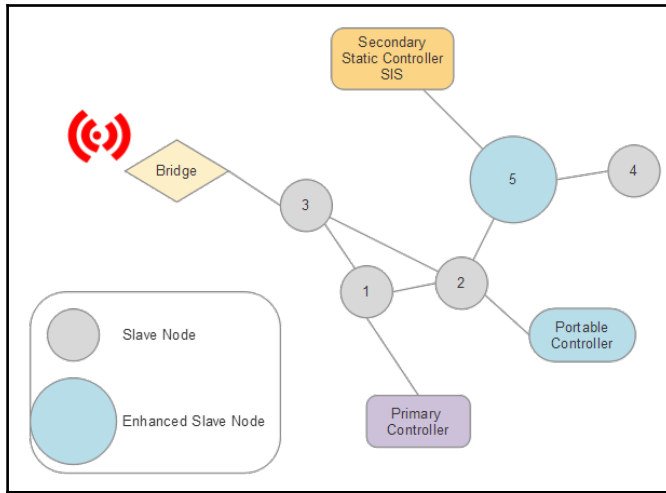 Secondary
Static Controller
SIS
Bridge
5
4
3
2
1
Portable
Controller
Primary
Controller
Slave Node
Enhanced Slave Node